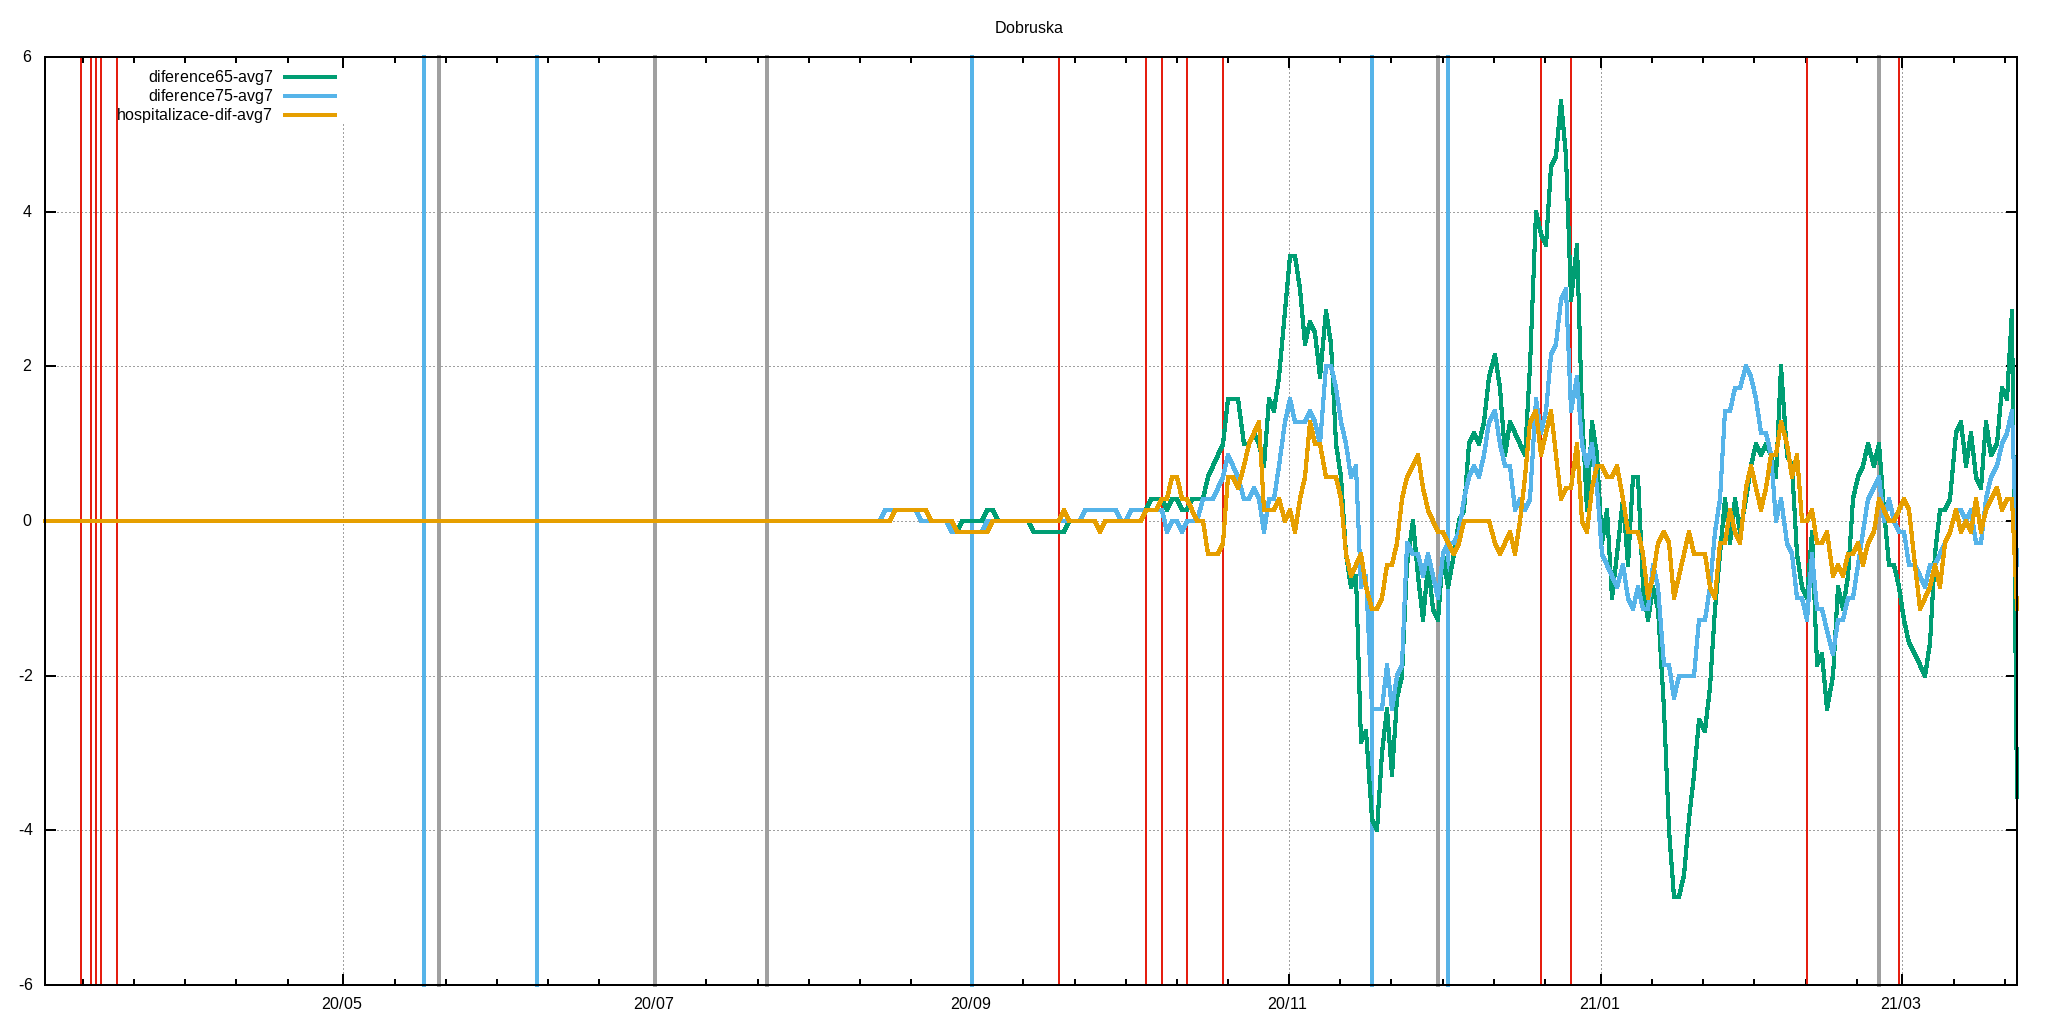 Dobruska
6
diference65-avg7
diference75-avg7
hospitalizace-dif-avg7
4
2
0
-2
-4
-6
20/05 20/07 20/09 20/11 21/01 21/03